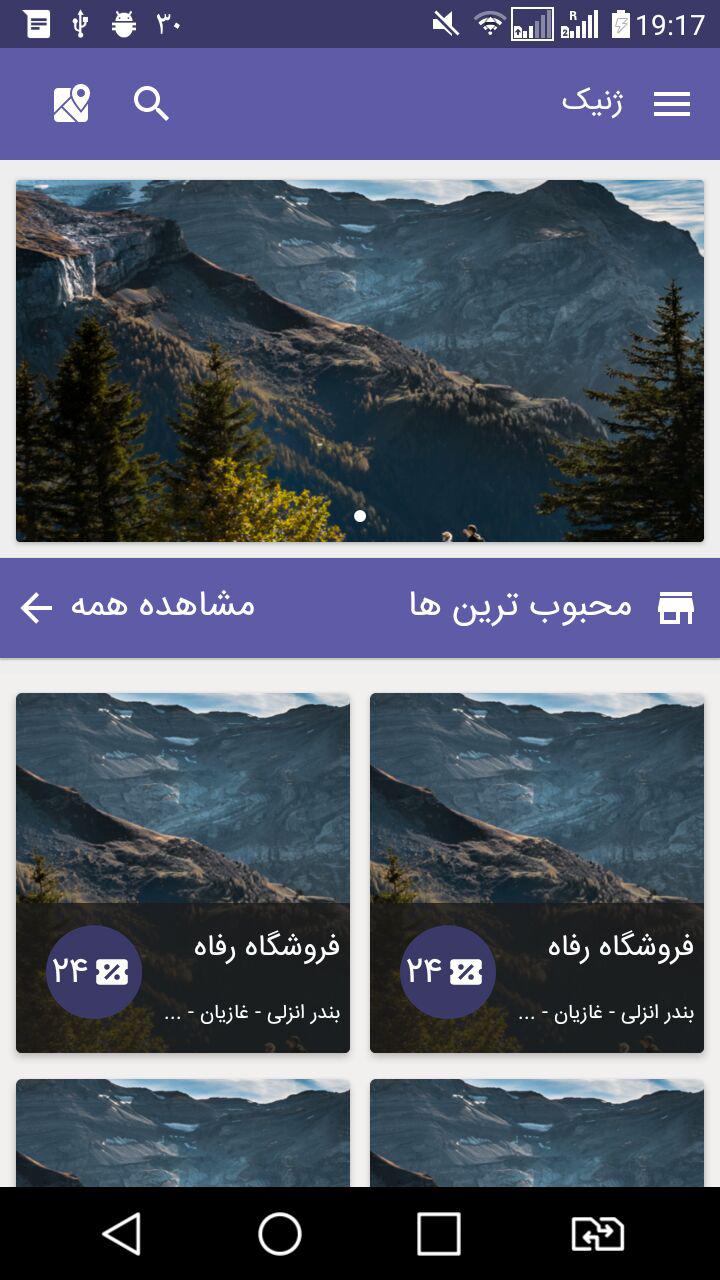 ۳۰ 19:17
ژنیک
محبوب ترین ها مشاهده همه
فروشگاه رفاه
۲۴
بندر انزلی - غازیان - ...
فروشگاه رفاه
۲۴
بندر انزلی - غازیان - ...